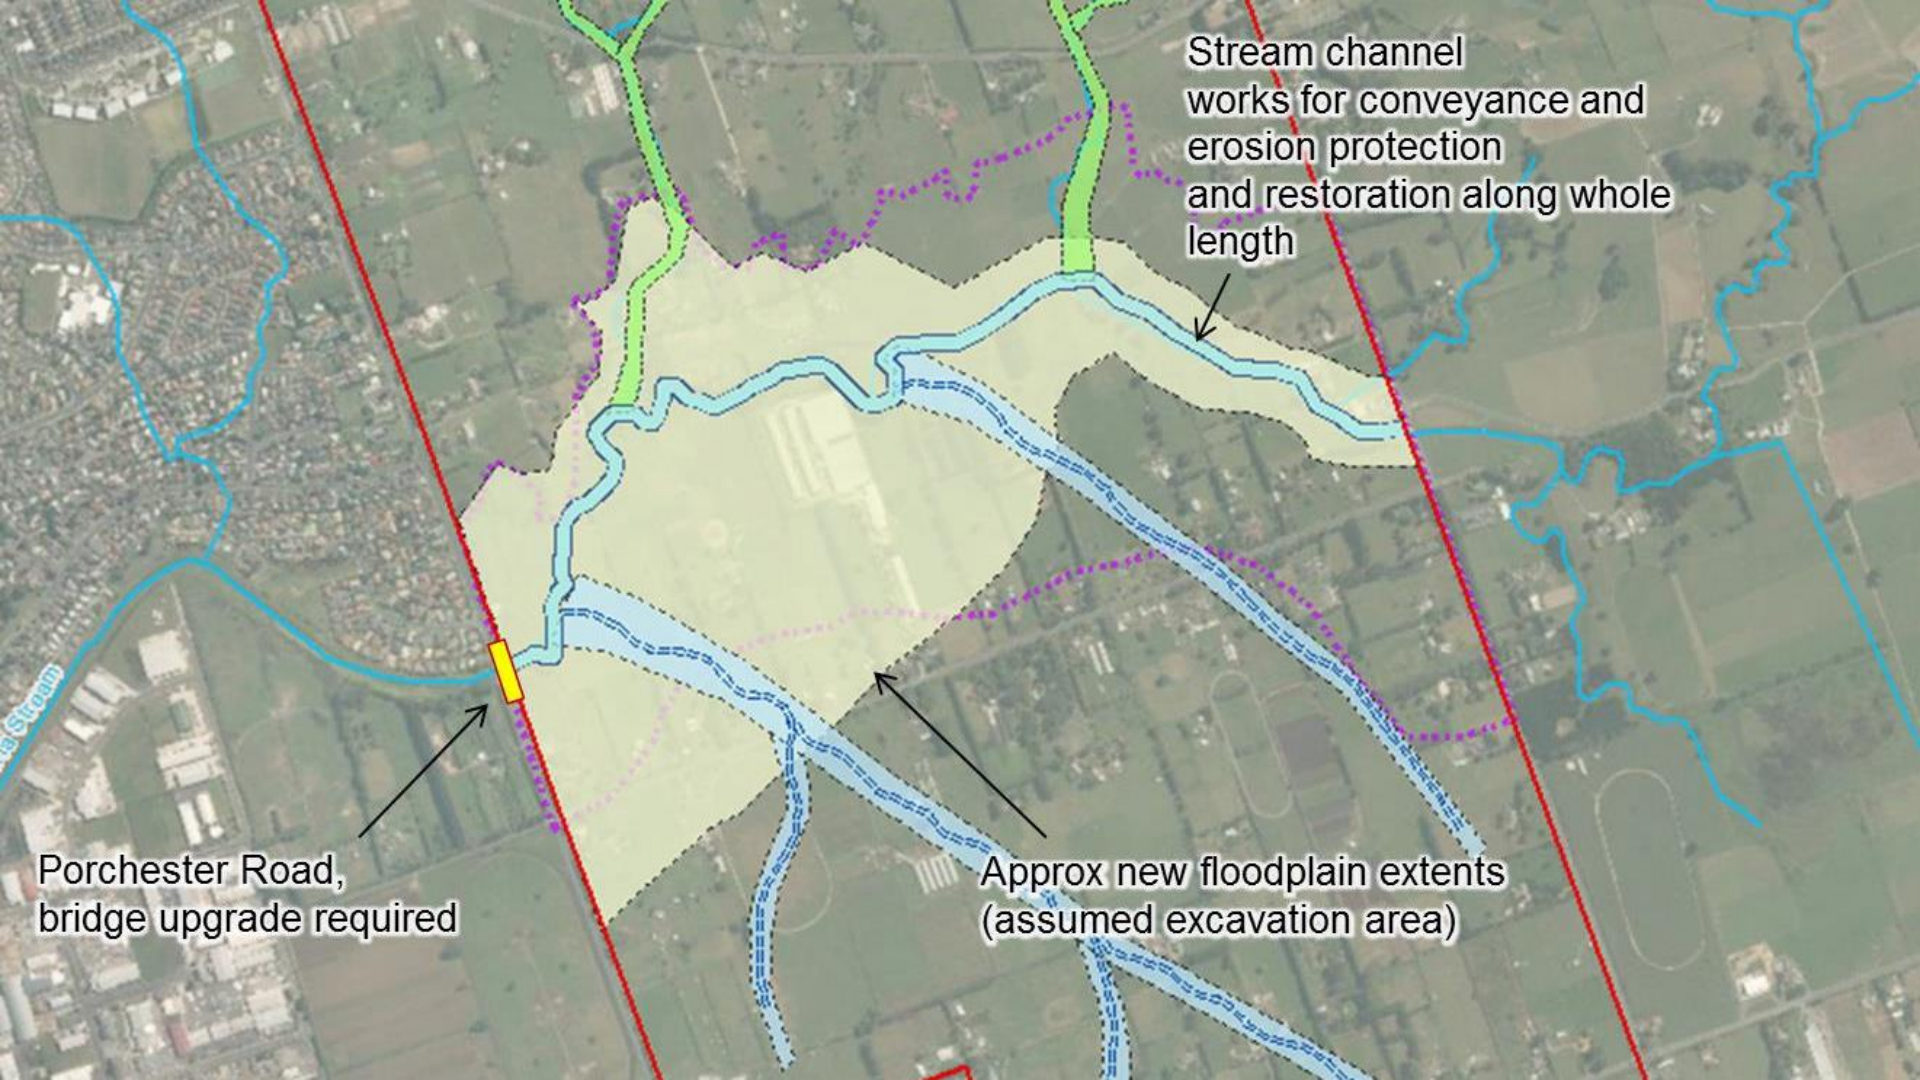 Stream channel
works for conveyance and
erosion protection
and restoration along whole
length
Stream
Porchester Road,
bridge upgrade required
Approx new floodplain extents
(assumed excavation area)